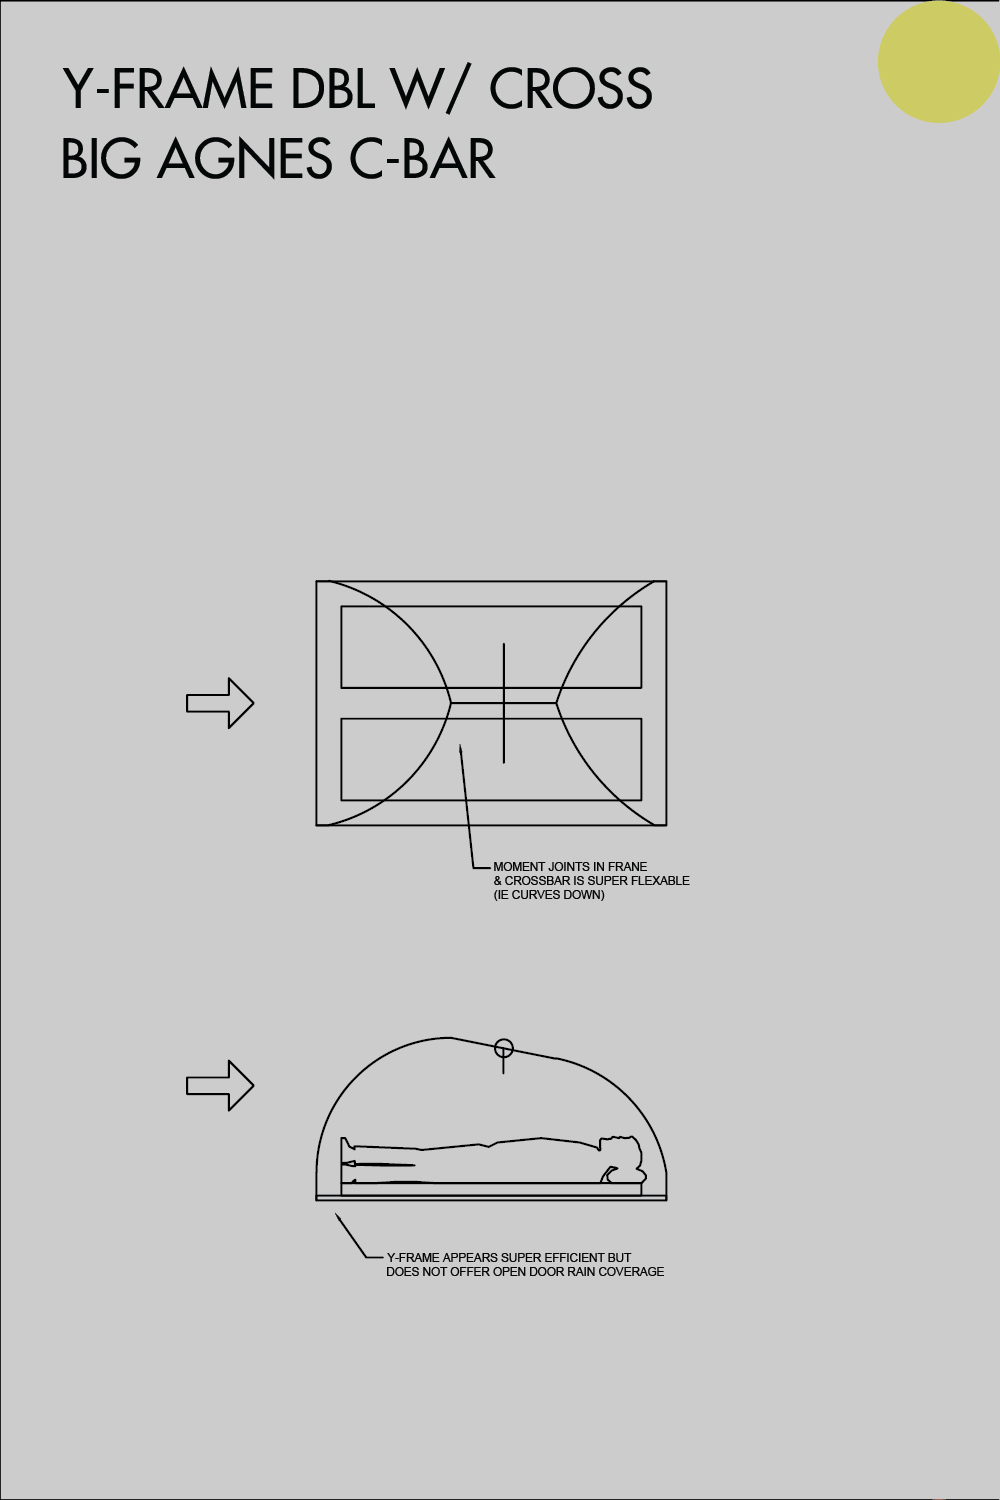 Y-FRAME DBL W/ CROSS
BIG AGNES C-BAR
MOMENT JOINTS IN FRANE
& CROSSBAR IS SUPER FLEXABLE
(IE CURVES DOWN)
Y-FRAME APPEARS SUPER EFFICIENT BUT
DOES NOT OFFER OPEN DOOR RAIN COVERAGE